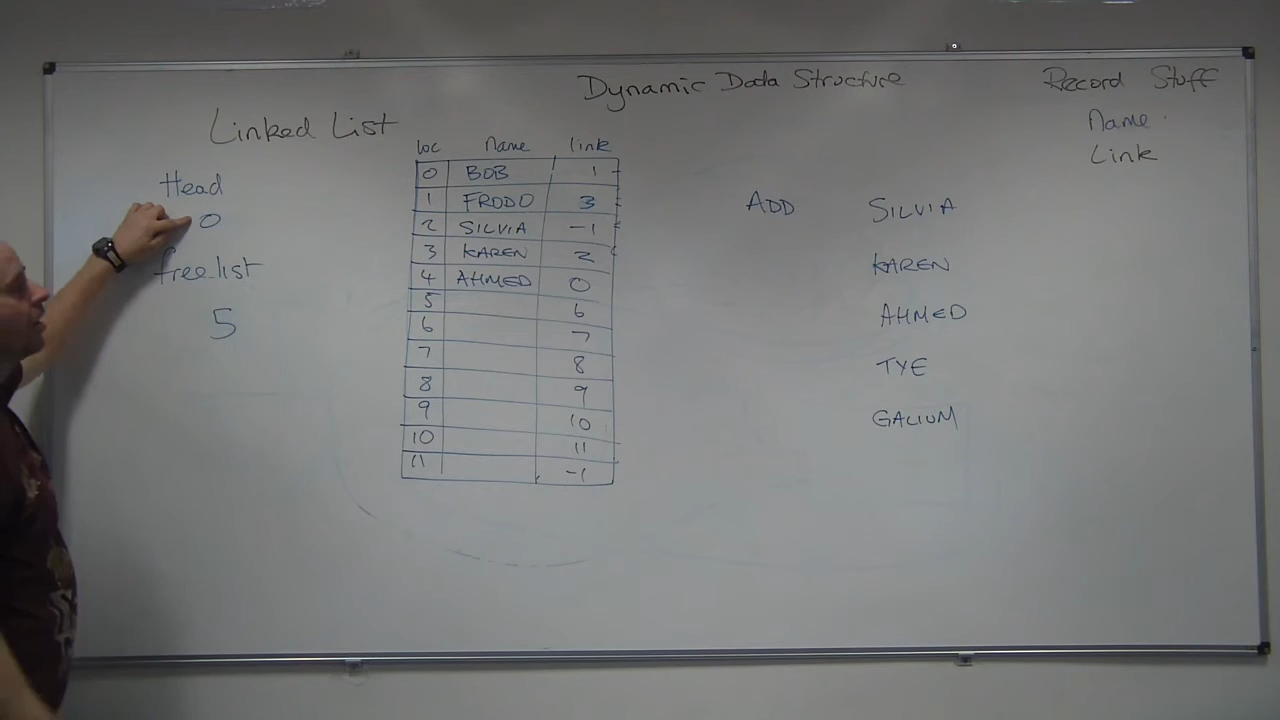 Dynamic Data Structure
Record Stuff
Name
Link
Linked List
Head
0
freelist
5
loc name link
0 BOB 1
1 FRODO 3
2 SILVIA -1
3 KAREN 2
4 AHMED 0
5 6
6 7
7 8
8 9
9 10
10 11
11 -1
ADD SILVIA
KAREN
AHMED
TYE
GALIUM